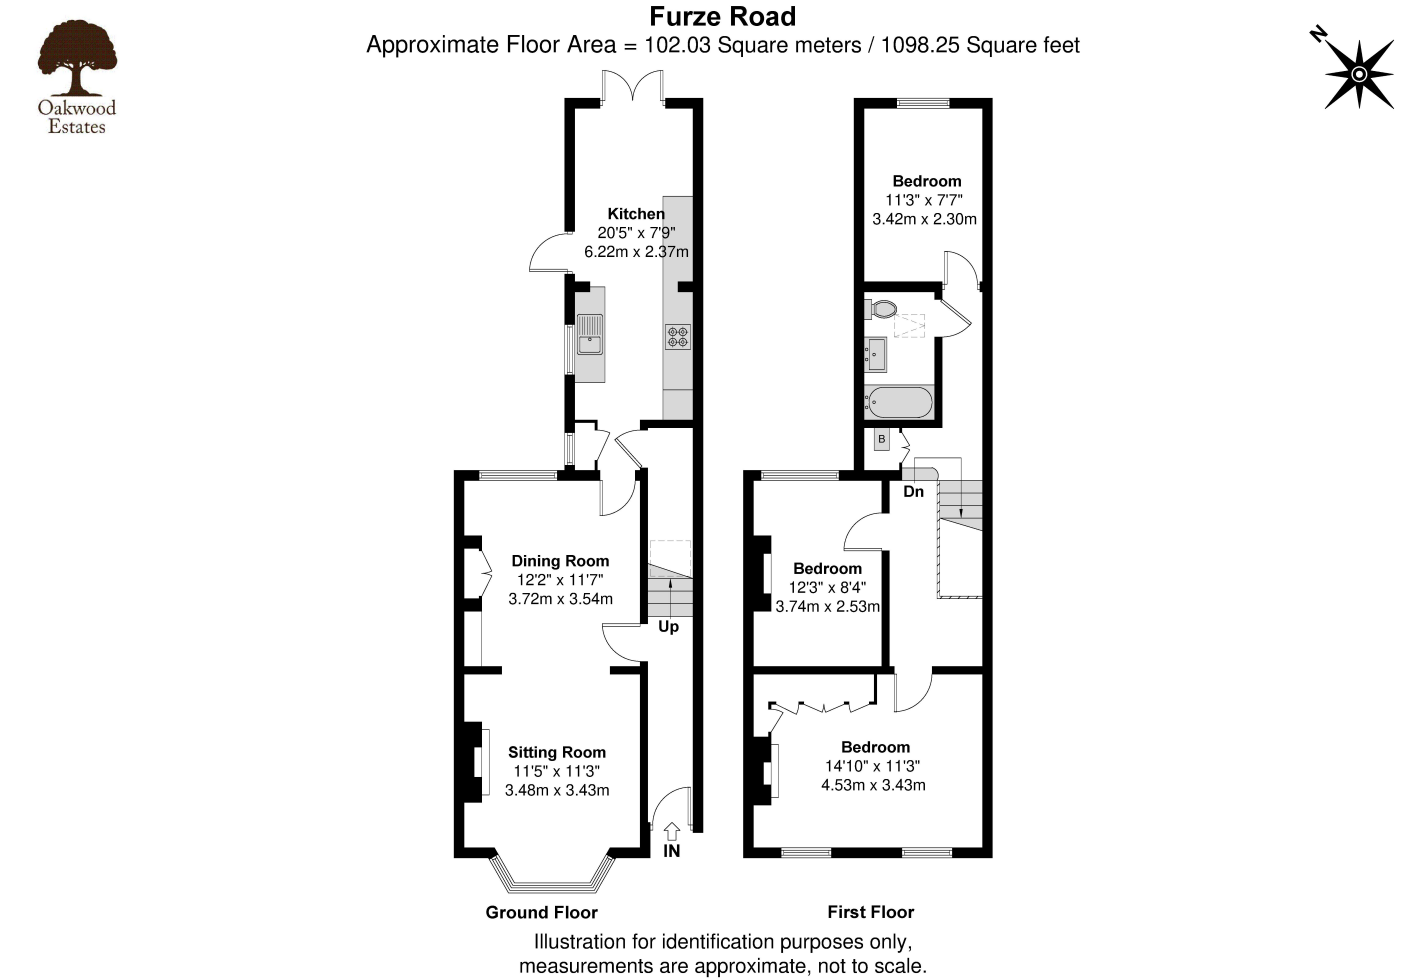 Furze Road
Approximate Floor Area = 102.03 Square meters / 1098.25 Square feet
Oakwood
Estates
N
Kitchen
20'5" x 7'9"
6.22m x 2.37m
Dining Room
12'2" x 11'7"
3.72m x 3.54m
Up
Sitting Room
11'5" x 11'3"
3.48m x 3.43m
IN
Ground Floor
Bedroom
11'3" x 7'7"
3.42m x 2.30m
B
Dn
Bedroom
12'3" x 8'4"
3.74m x 2.53m
Bedroom
14'10" x 11'3"
4.53m x 3.43m
First Floor
Illustration for identification purposes only,
measurements are approximate, not to scale.